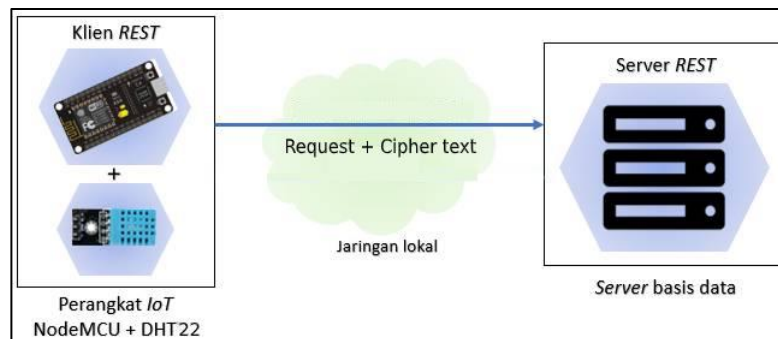 Klien REST
+
Perangkat IoT
NodeMCU + DHT22
Request + Cipher text
Jaringan lokal
Server REST
Server basis data